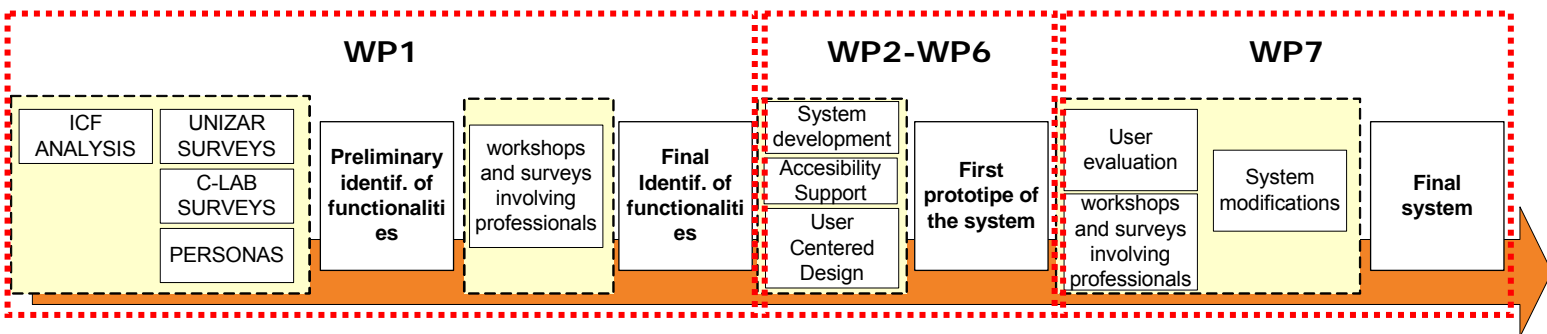 WP1
ICF
ANALYSIS
UNIZAR
SURVEYS
C-LAB
SURVEYS
PERSONAS
Preliminary
identif. of
functionaliti
es
workshops
and surveys
involving
professionals
Final
Identif. of
functionaliti
es
WP2-WP6
System
development
Accesibility
Support
User
Centered
Design
First
prototipe of
the system
WP7
User
evaluation
workshops
and surveys
involving
professionals
System
modifications
Final
system